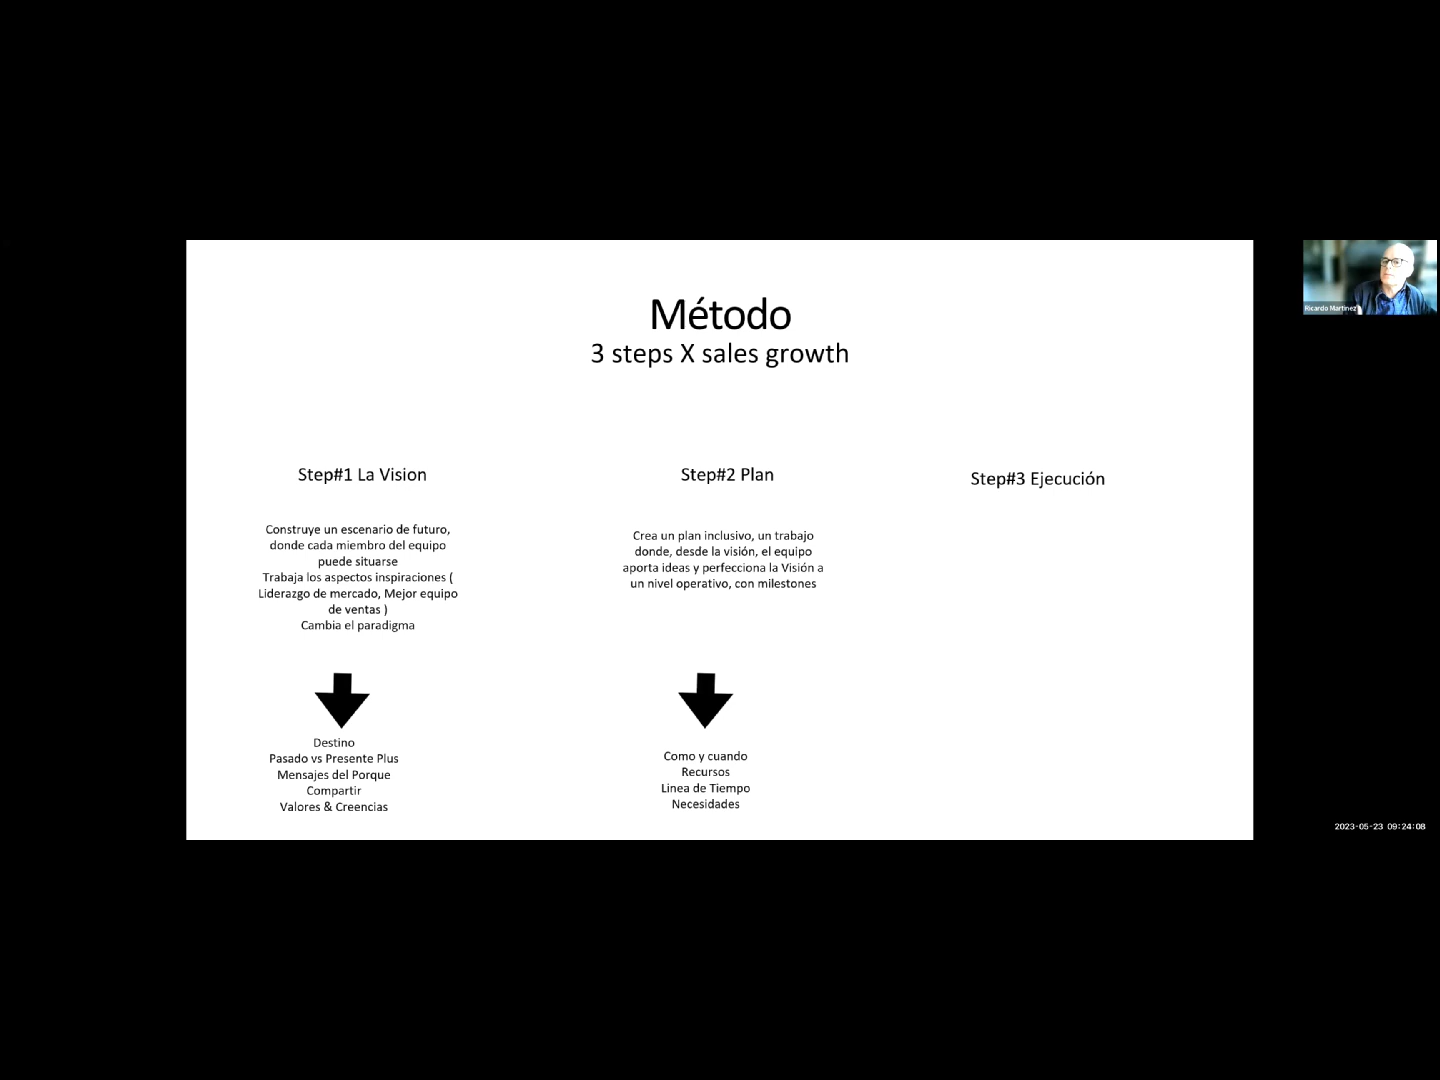 Método
3 steps X sales growth
Step#1 La Vision
Construye un escenario de futuro,
donde cada miembro del equipo
puede situarse
Trabaja los aspectos inspiraciones (
Liderazgo de mercado, Mejor equipo
de ventas )
Cambia el paradigma
Destino
Pasado vs Presente Plus
Mensajes del Porque
Compartir
Valores & Creencias
Step#2 Plan
Crea un plan inclusivo, un trabajo
donde, desde la visión, el equipo
aporta ideas y perfecciona la Visión a
un nivel operativo, con milestones
Como y cuando
Recursos
Linea de Tiempo
Necesidades
Step#3 Ejecución
Ricardo Martinez
2023-05-23 09:24:08